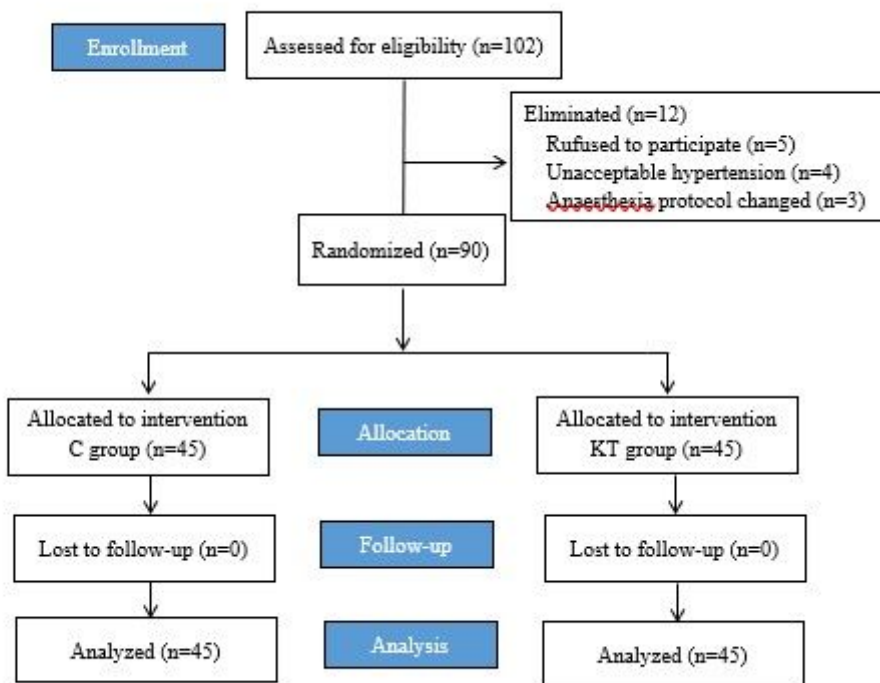 Enrollment
Assessed for eligibility (n=102)
Eliminated (n=12)
Rufused to participate (n=5)
Unacceptable hypertension (n=4)
Anaesthesia protocol changed (n=3)
Randomized (n=90)
Allocated to intervention
C group (n=45)
Allocation
Allocated to intervention
KT group (n=45)
Lost to follow-up (n=0)
Follow-up
Lost to follow-up (n=0)
Analyzed (n=45)
Analysis
Analyzed (n=45)